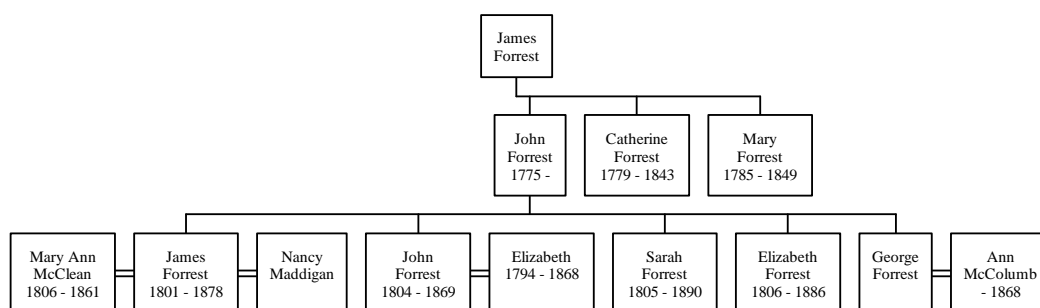 James
Forrest
John
Forrest
1775 -
Catherine
Forrest
1779 - 1843
Mary
Forrest
1785 - 1849
Mary Ann
McClean
1806 - 1861
James
Forrest
1801 - 1878
Nancy
Maddigan
John
Forrest
1804 - 1869
Elizabeth
1794 - 1868
Sarah
Forrest
1805 - 1890
Elizabeth
Forrest
1806 - 1886
George
Forrest
Ann
McColumb
- 1868